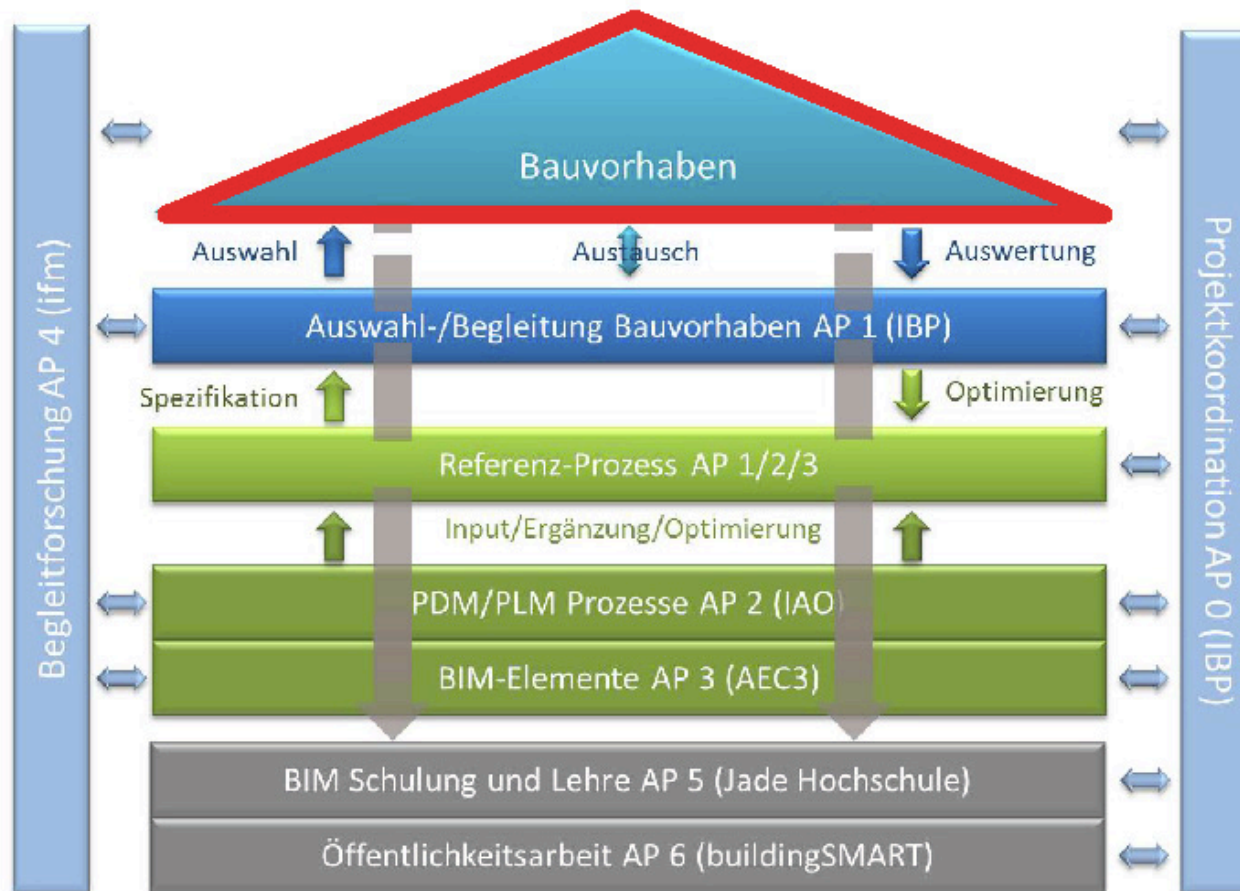 Bauvorhaben
Auswahl
Austausch
Auswertung
Auswahl-/Begleitung Bauvorhaben AP 1 (IBP)
Spezifikation
Optimierung
Referenz-Prozess AP 1/2/3
Input/Ergänzung/Optimierung
PDM/PLM Prozesse AP 2 (IAO)
BIM-Elemente AP 3 (AEC3)
BIM Schulung und Lehre AP 5 (Jade Hochschule)
Öffentlichkeitsarbeit AP 6 (buildingSMART)
Begleitforschung AP 4 (ifm)
Projektkoordination AP 0 (IBP)